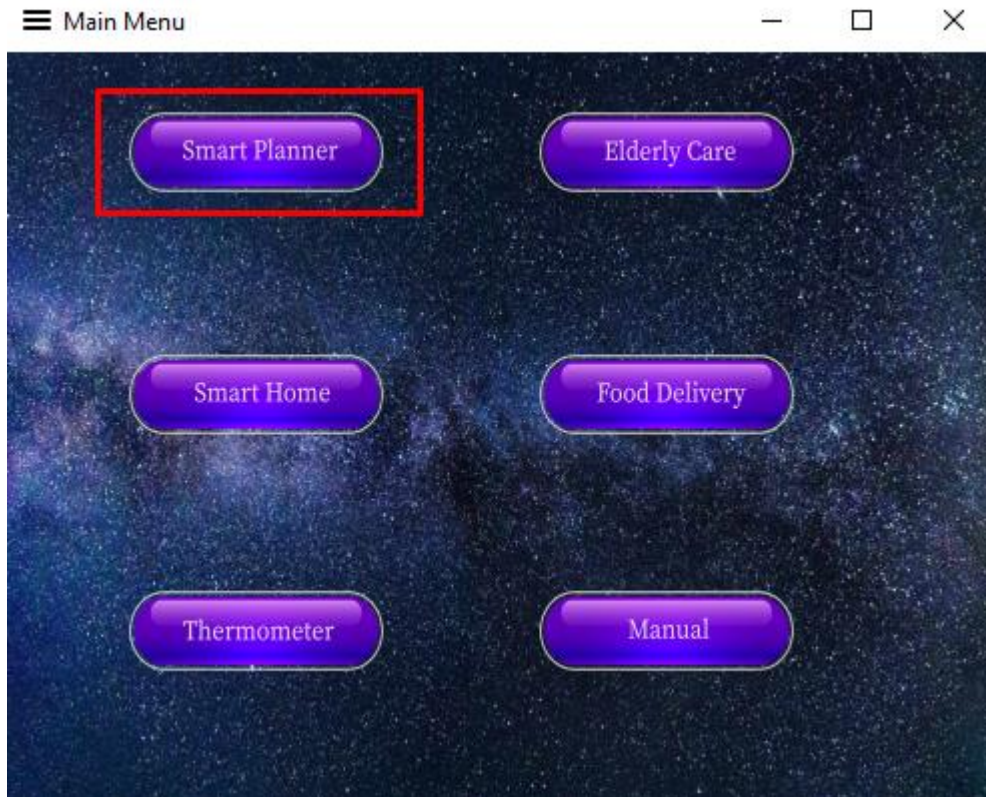 Main Menu
Smart Planner
Elderly Care
Smart Home
Food Delivery
Thermometer
Manual